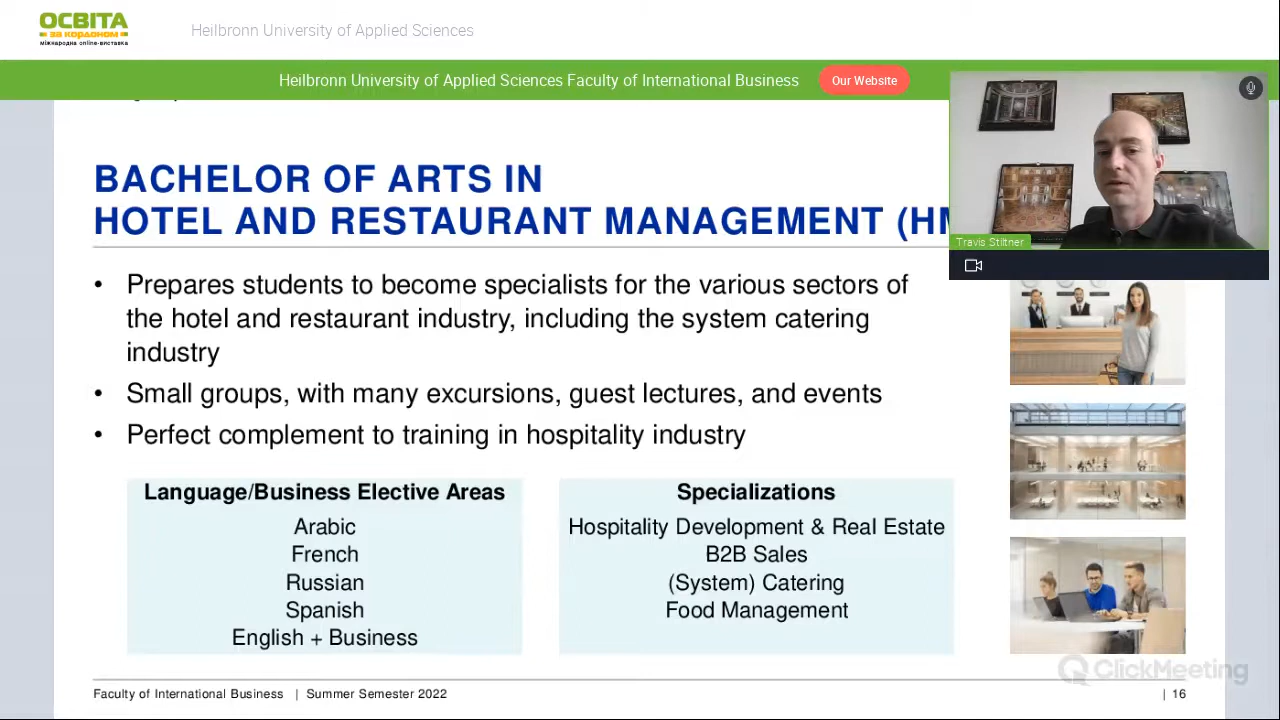 ОСВІТА
за кордоном
міжнародна online-виставка
Heilbronn University of Applied Sciences
Heilbronn University of Applied Sciences Faculty of International Business
Our Website
BACHELOR OF ARTS IN
HOTEL AND RESTAURANT MANAGEMENT (HM
Travis Stiltner
• Prepares students to become specialists for the various sectors of
the hotel and restaurant industry, including the system catering
industry
• Small groups, with many excursions, guest lectures, and events
• Perfect complement to training in hospitality industry
Language/Business Elective Areas
Arabic
French
Russian
Spanish
English + Business
Specializations
Hospitality Development & Real Estate
B2B Sales
(System) Catering
Food Management
ClickMeeting
Faculty of International Business | Summer Semester 2022
| 16